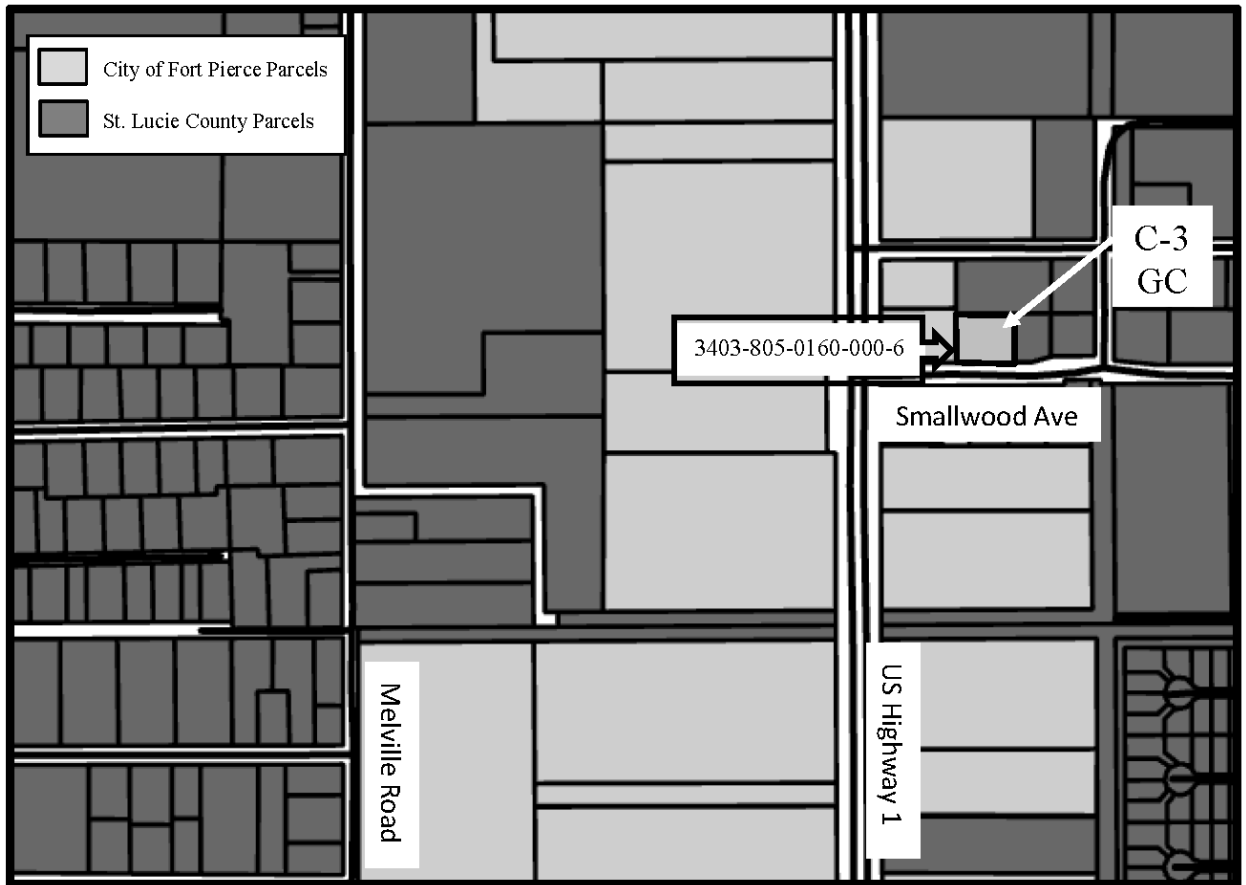 City of Fort Pierce Parcels
St. Lucie County Parcels
C-3
GC
3403-805-0160-000-6
Smallwood Ave
Melville Road
US Highway 1